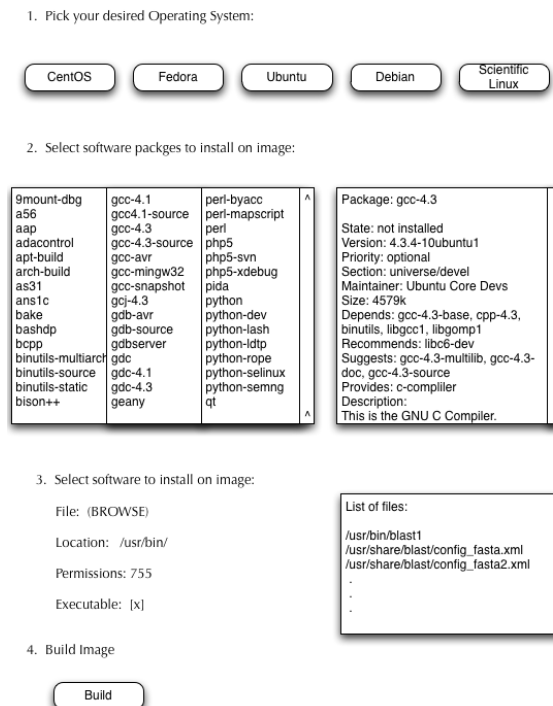 1. Pick your desired Operating System:
CentOS
Fedora
Ubuntu
Debian
Scientific
Linux
2. Select software packges to install on image:
9mount-dbg
a56
aap
adacontrol
apt-build
arch-build
as31
ans1c
bake
bashdp
bcpp
binutils-multiarch
binutils-source
binutils-static
bison++
gcc-4.1
gcc4.1-source
gcc-4.3
gcc-4.3-source
gcc-avr
gcc-mingw32
gcc-snapshot
gcj-4.3
gdb-avr
gdb-source
gdbserver
gdc
gdc-4.1
gdc-4.3
geany
perl-byacc
perl-mapscript
perl
php5
php5-svn
php5-xdebug
pida
python
python-dev
python-lash
python-ldtp
python-rope
python-selinux
python-semng
qt
^
^
Package: gcc-4.3
State: not installed
Version: 4.3.4-10ubuntu1
Priority: optional
Section: universe/devel
Maintainer: Ubuntu Core Devs
Size: 4579k
Depends: gcc-4.3-base, cpp-4.3,
binutils, libgcc1, libgomp1
Recommends: libc6-dev
Suggests: gcc-4.3-multilib, gcc-4.3-
doc, gcc-4.3-source
Provides: c-compliler
Description:
This is the GNU C Compiler.
3. Select software to install on image:
File: (BROWSE)
Location: /usr/bin/
Permissions: 755
Executable: [x]
List of files:
/usr/bin/blast1
/usr/share/blast/config_fasta.xml
/usr/share/blast/config_fasta2.xml
.
.
.
4. Build Image
Build